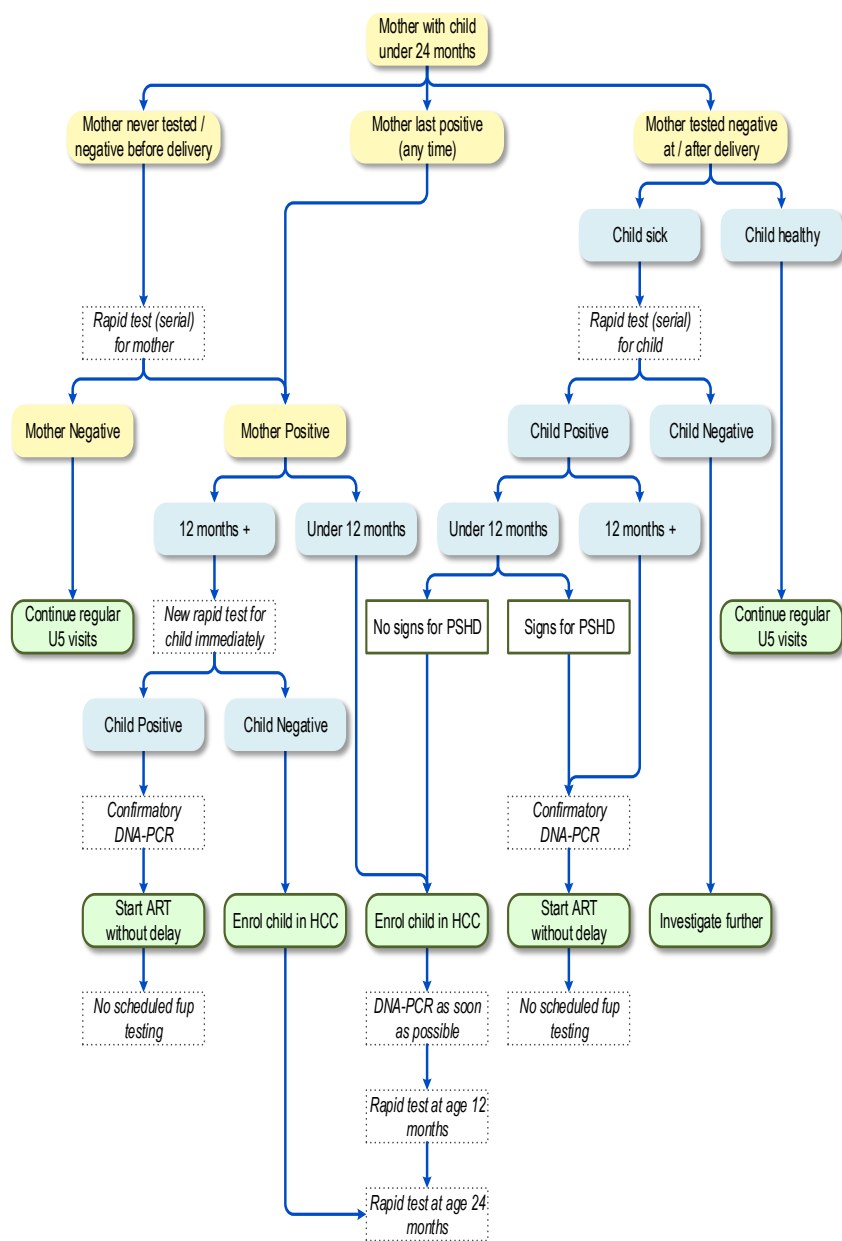 Mother with child
under 24 months
Mother never tested /
negative before delivery
Mother last positive
(any time)
Mother tested negative
at / after delivery
Child sick
Child healthy
Rapid test (serial)
for mother
Rapid test (serial)
for child
Mother Negative
Mother Positive
Child Positive
Child Negative
12 months +
Under 12 months
Under 12 months
12 months +
Continue regular
U5 visits
New rapid test for
child immediately
No signs for PSHD
Signs for PSHD
Continue regular
U5 visits
Child Positive
Child Negative
Confirmatory
DNA-PCR
Confirmatory
DNA-PCR
Start ART
without delay
Enrol child in HCC
Enrol child in HCC
Start ART
without delay
Investigate further
No scheduled fup
testing
DNA-PCR as soon
as possible
No scheduled fup
testing
Rapid test at age 12
months
Rapid test at age 24
months